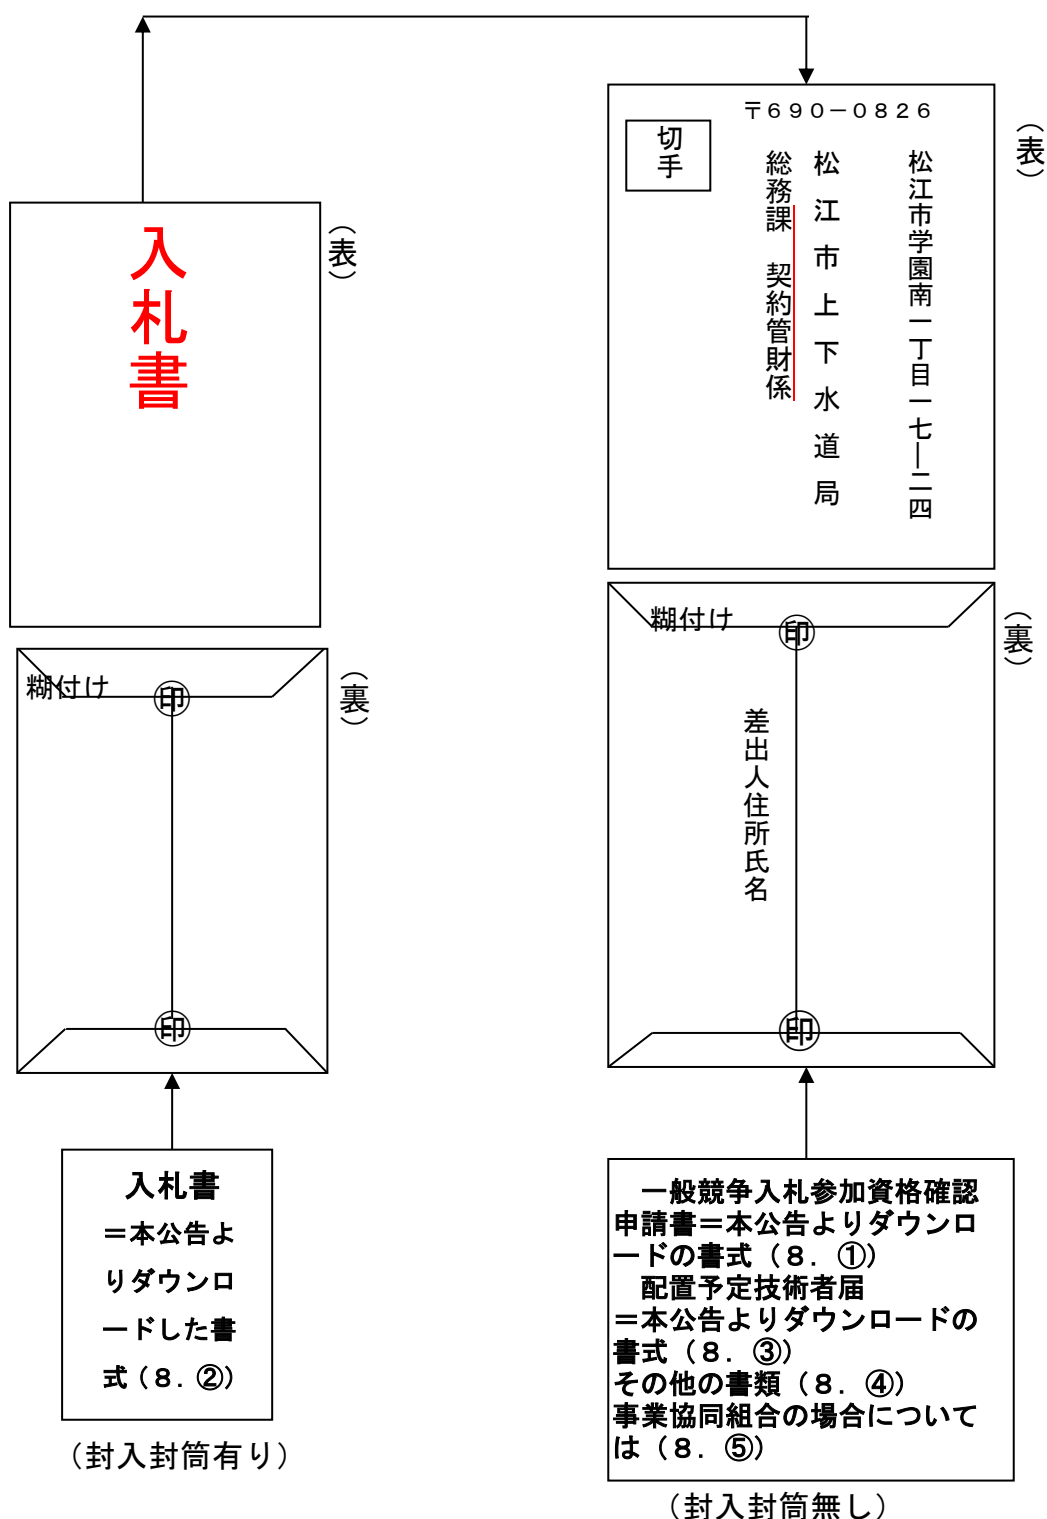 入札書
（表）
糊付け
㊞
㊞
（裏）
入札書
＝本公告よ
りダウンロ
ードした書
式（８．②）
（封入封筒有り）
〒６９０－０８２６
切手
松江市学園南一丁目一七―二四
松江市上下水道局
総務課　契約管財係
（表）
糊付け
㊞
差出人住所氏名
㊞
（裏）
一般競争入札参加資格確認
申請書＝本公告よりダウンロ
ードの書式（８．①）
配置予定技術者届
＝本公告よりダウンロードの
書式（８．③）
その他の書類（８．④）
事業協同組合の場合について
は（８．⑤）
（封入封筒無し）